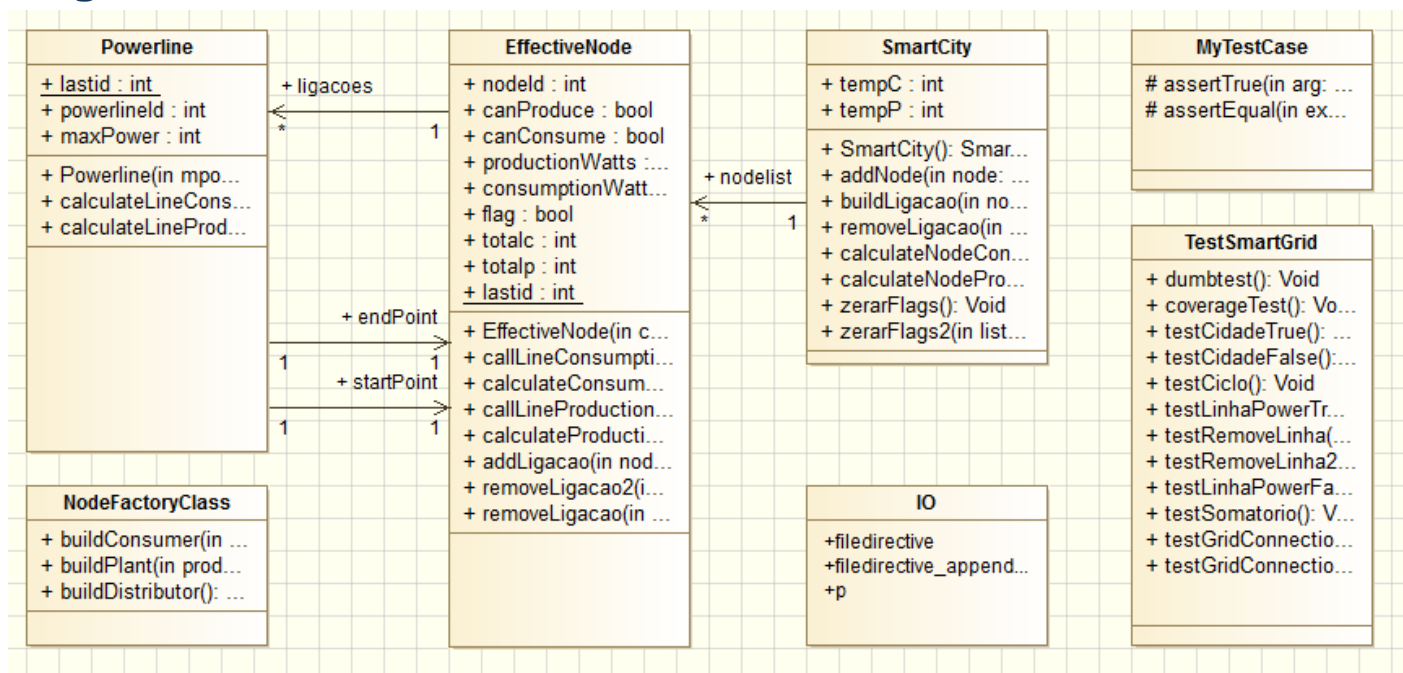 Powerline
+ lastid : int
+ powerlineId : int
+ maxPower : int
+ Powerline(in mpo...
+ calculateLineCons...
+ calculateLineProd...
+ ligacoes
*
1
EffectiveNode
+ nodeId : int
+ canProduce : bool
+ canConsume : bool
+ productionWatts :...
+ consumptionWatt...
+ flag : bool
+ totalc : int
+ totalp : int
+ lastid : int
+ EffectiveNode(in c...
+ callLineConsumpti...
+ calculateConsum...
+ callLineProduction...
+ calculateProducti...
+ addLigacao(in nod...
+ removeLigacao2(i...
+ removeLigacao(in ...
+ endPoint
1 1
+ startPoint
1 1
+ nodelist
* 1
SmartCity
+ tempC : int
+ tempP : int
+ SmartCity(): Smar...
+ addNode(in node: ...
+ buildLigacao(in no...
+ removeLigacao(in ...
+ calculateNodeCon...
+ calculateNodePro...
+ zerarFlags(): Void
+ zerarFlags2(in list...
MyTestCase
# assertTrue(in arg: ...
# assertEqual(in ex...
TestSmartGrid
+ dumbtest(): Void
+ coverageTest(): Vo...
+ testCidadeTrue(): ...
+ testCidadeFalse():...
+ testCiclo(): Void
+ testLinhaPowerTr...
+ testRemoveLinha(...
+ testRemoveLinha2...
+ testLinhaPowerFa...
+ testSomatorio(): V...
+ testGridConnectio...
+ testGridConnectio...
NodeFactoryClass
+ buildConsumer(in ...
+ buildPlant(in prod...
+ buildDistributor(): ...
IO
+filedirective
+filedirective_append...
+p